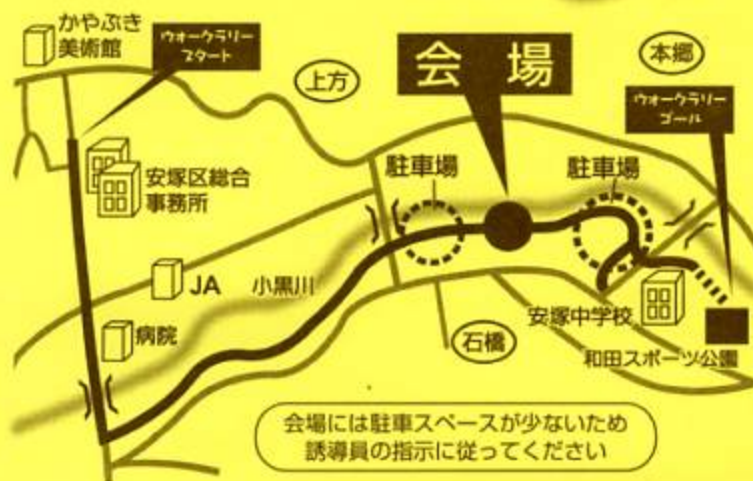 かやぶき
美術館
ウォークラリー
スタート
上方
会場
本郷
ウォークラリー
ゴール
安塚区総合
事務所
駐車場
駐車場
JA
小黒川
病院
石橋
安塚中学校
和田スポーツ公園
会場には駐車スペースが少ないため
誘導員の指示に従ってください